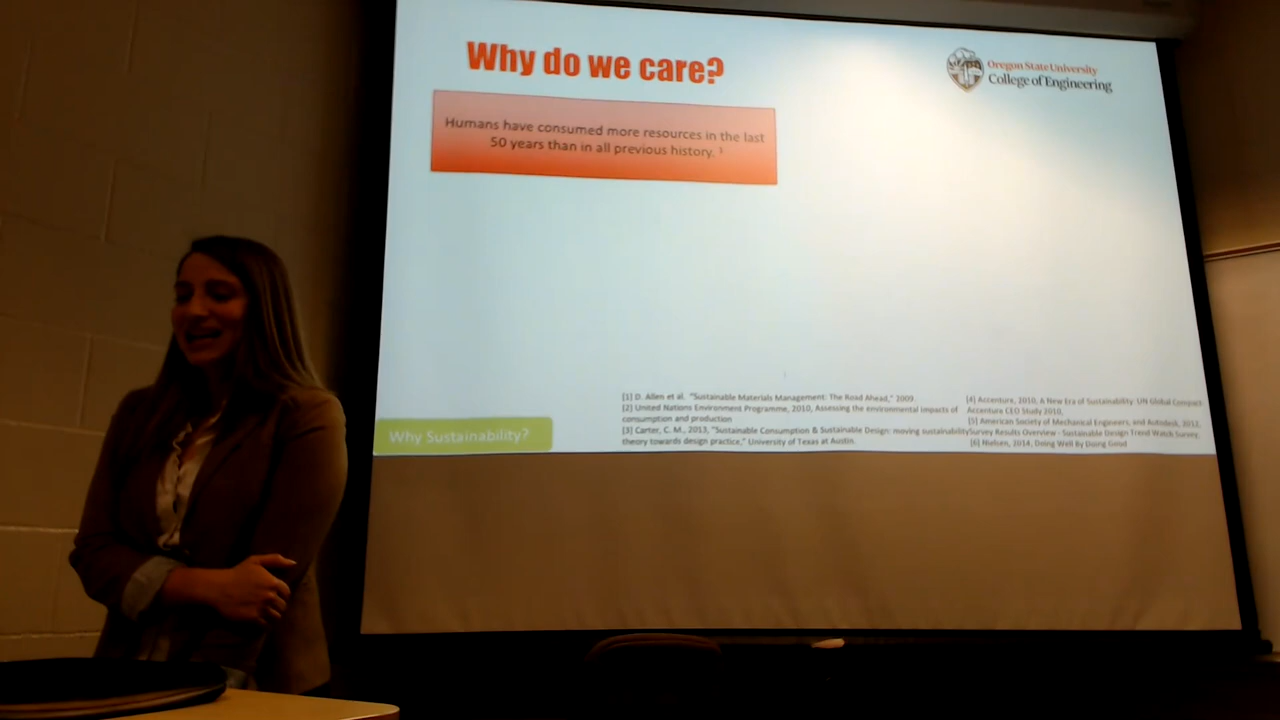 Why do we care?
Oregon State University
College of Engineering
Humans have consumed more resources in the last
50 years than in all previous history. 1
[1] D. Allen et al. "Sustainable Materials Management: The Road Ahead," 2009
[2] United Nations Environment Programme, 2010, Assessing the environmental impacts of
consumption and production
[3] Carter, C. M., 2013, "Sustainable Consumption & Sustainable Design: moving sustainability
theory towards design practice," University of Texas at Austin.
[4] Accenture, 2010, A New Era of Sustainability: UN Global Compact
Accenture CEO Study 2010,
[5] American Society of Mechanical Engineers, and Autodesk, 2012,
Survey Results Overview - Sustainable Design Trend Watch Survey,
[6] Nielsen, 2014, Doing Well By Doing Good
Why Sustainability?